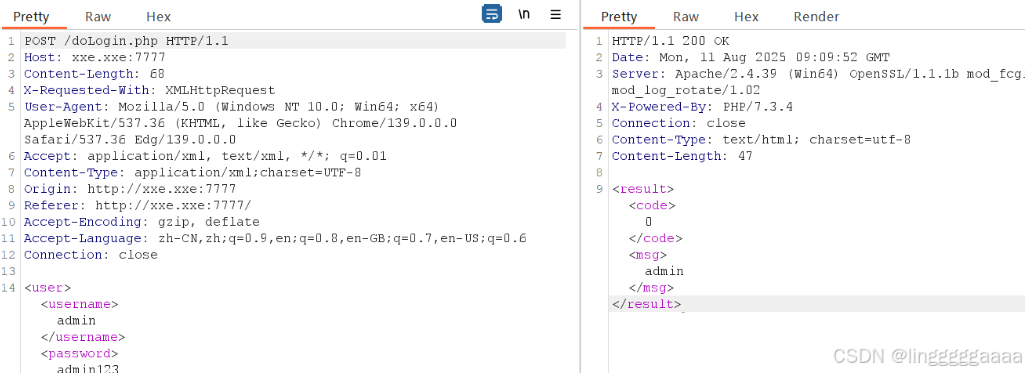 Pretty Raw Hex \n
1 POST /doLogin.php HTTP/1.1
2 Host: xxe.xxe:7777
3 Content-Length: 68
4 X-Requested-With: XMLHttpRequest
5 User-Agent: Mozilla/5.0 (Windows NT 10.0; Win64; x64)
AppleWebKit/537.36 (KHTML, like Gecko) Chrome/139.0.0.0
Safari/537.36 Edg/139.0.0.0
6 Accept: application/xml, text/xml, */*; q=0.01
7 Content-Type: application/xml;charset=UTF-8
8 Origin: http://xxe.xxe:7777
9 Referer: http://xxe.xxe:7777/
10 Accept-Encoding: gzip, deflate
11 Accept-Language: zh-CN,zh;q=0.9,en;q=0.8,en-GB;q=0.7,en-US;q=0.6
12 Connection: close
13
14 <user>
<username>
admin
</username>
<password>
admin123
Pretty Raw Hex Render
1 HTTP/1.1 200 OK
2 Date: Mon, 11 Aug 2025 09:09:52 GMT
3 Server: Apache/2.4.39 (Win64) OpenSSL/1.1.1b mod_fcg
mod_log_rotate/1.02
4 X-Powered-By: PHP/7.3.4
5 Connection: close
6 Content-Type: text/html; charset=utf-8
7 Content-Length: 47
8
9 <result>
<code>
0
</code>
<msg>
admin
</msg>
</result>
CSDN @lingggggaaaa